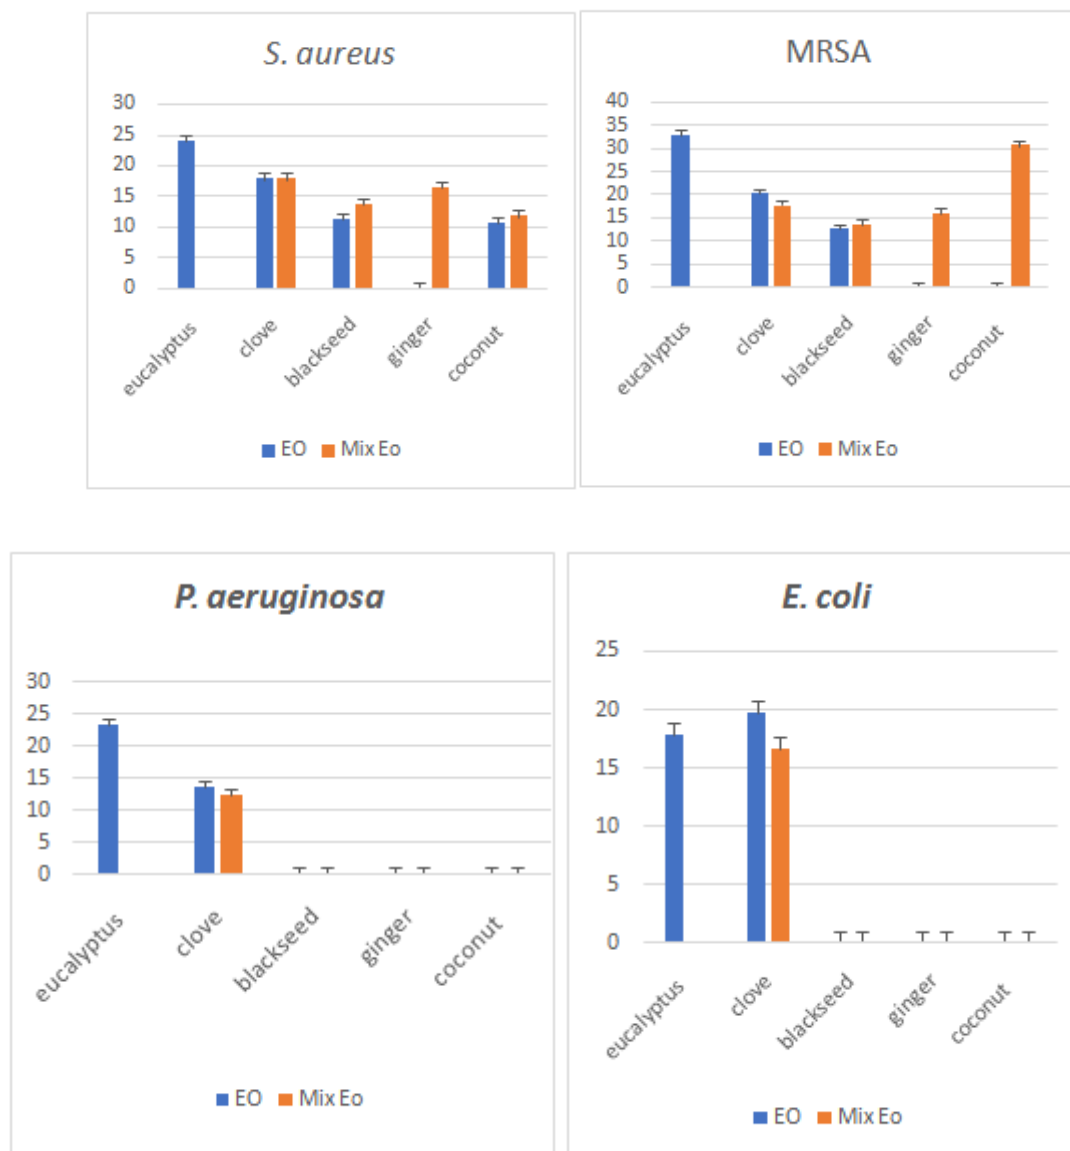 S. aureus
30
25
20
15
10
5
0
eucalyptus
clove
blackseed
ginger
coconut
EO Mix Eo
MRSA
40
35
30
25
20
15
10
5
0
eucalyptus
clove
blackseed
ginger
coconut
EO Mix Eo
P. aeruginosa
30
25
20
15
10
5
0
eucalyptus
clove
blackseed
ginger
coconut
EO Mix Eo
E. coli
25
20
15
10
5
0
eucalyptus
clove
blackseed
ginger
coconut
EO Mix Eo